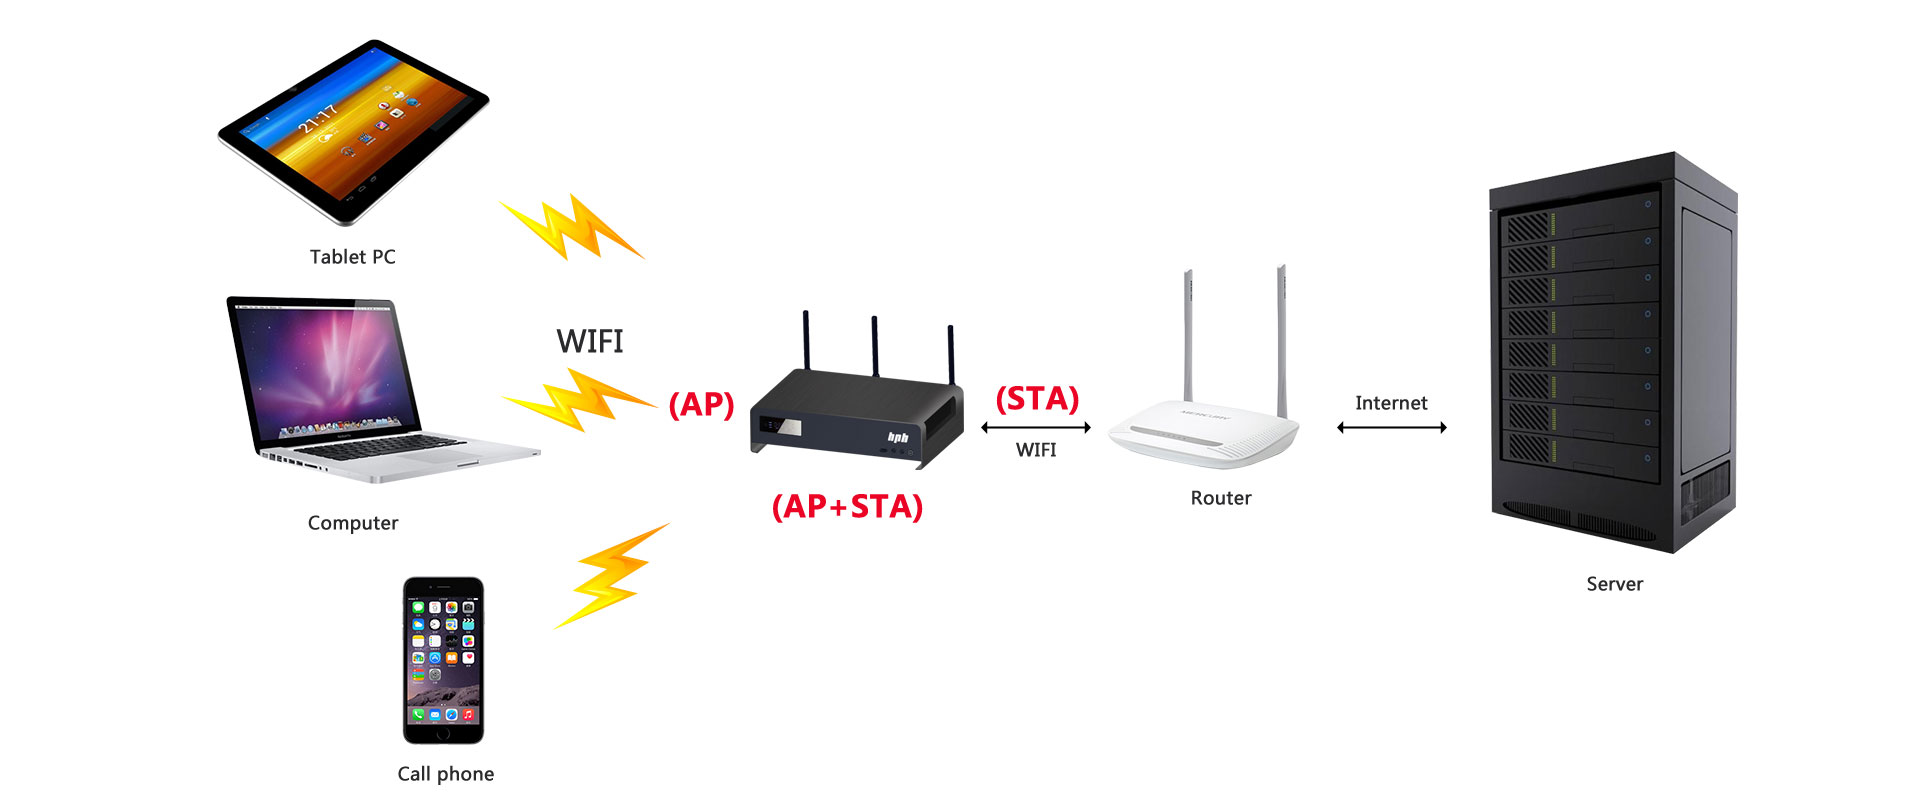 21:17
Tablet PC
WIFI
Computer
(AP)
hph
(AP+STA)
(STA)
WIFI
MERCURY
Router
Internet
Server
Call phone